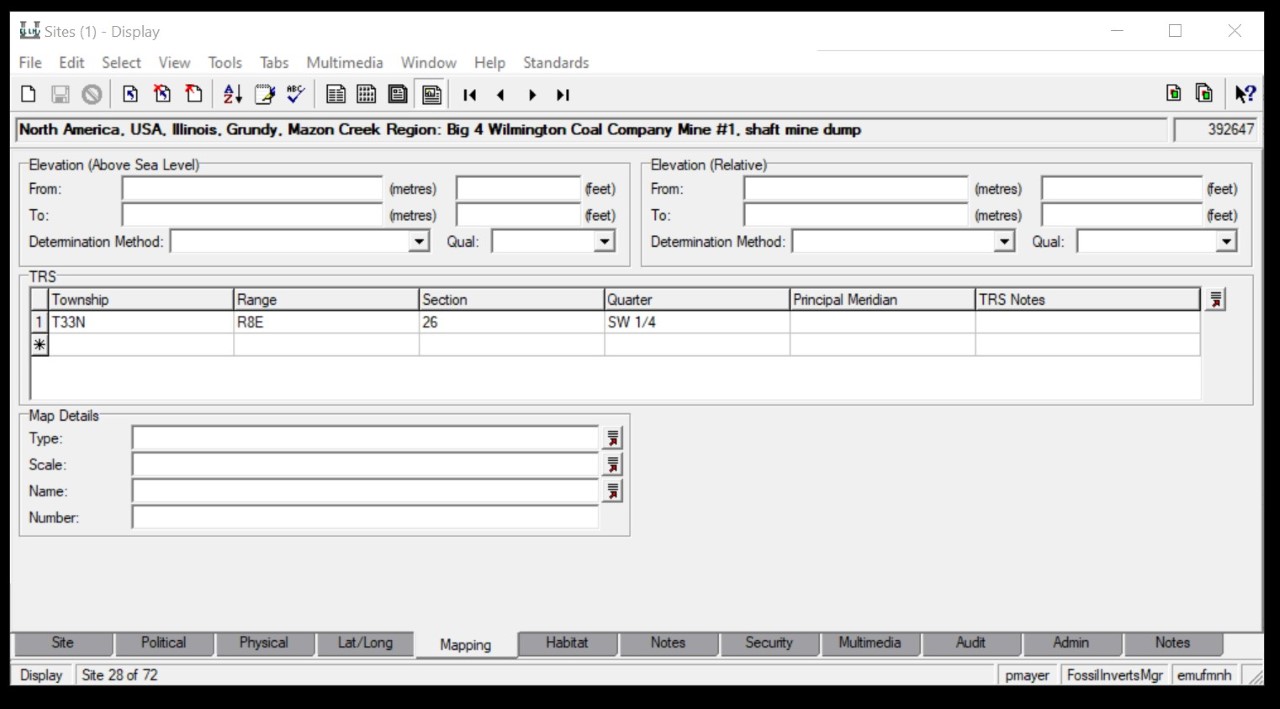 Sites (1) - Display
File Edit Select View Tools Tabs Multimedia Window Help Standards
North America, USA, Illinois, Grundy, Mazon Creek Region: Big 4 Wilmington Coal Company Mine #1, shaft mine dump 392647
Elevation (Above Sea Level) Elevation (Relative)
From: (metres) (feet) From: (metres) (feet)
To: (metres) (feet) To: (metres) (feet)
Determination Method: Qual: Determination Method: Qual:
TRS
Township Range Section Quarter Principal Meridian TRS Notes
1 T33N R8E 26 SW 1/4
Map Details
Type:
Scale:
Name:
Number:
Site Political Physical Lat/Long Mapping Habitat Notes Security Multimedia Audit Admin Notes
Display Site 28 of 72 pmayer FossilInvertsMgr emufmnh